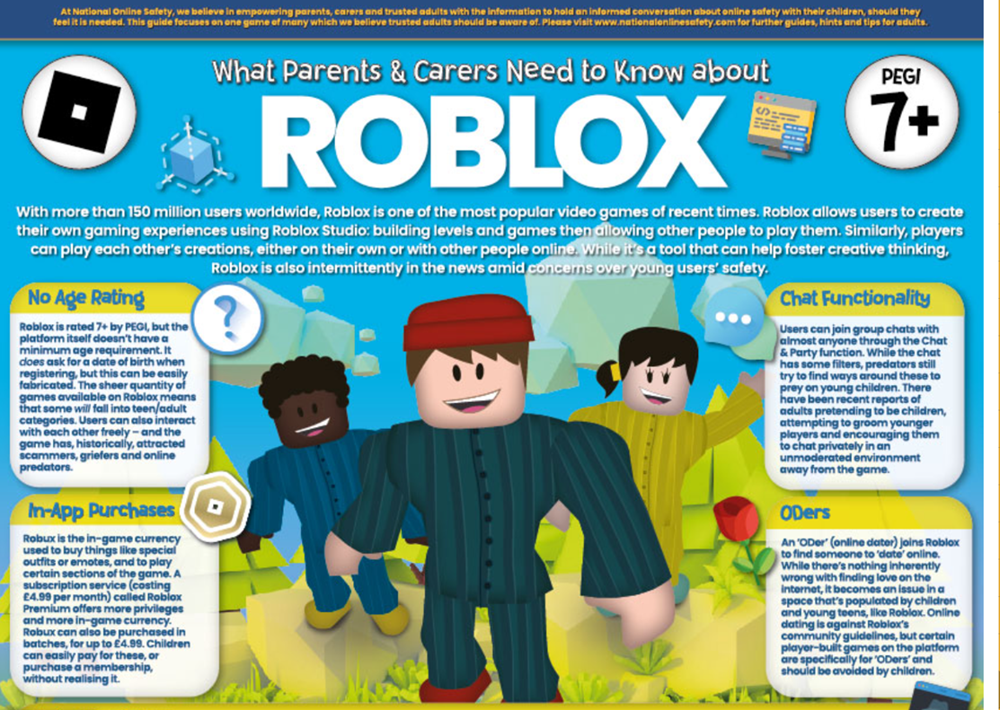 At National Online Safety, we believe in empowering parents, carers and trusted adults with the information to hold an informed conversation about online safety with their children, should they
feel it is needed. This guide focuses on one game of many which we believe trusted adults should be aware of. Please visit www.nationalonlinesafety.com for further guides, hints and tips for adults.
What Parents & Carers Need to Know about
ROBLOX
PEGI
7+
With more than 150 million users worldwide, Roblox is one of the most popular video games of recent times. Roblox allows users to create
their own gaming experiences using Roblox Studio: building levels and games then allowing other people to play them. Similarly, players
can play each other's creations, either on their own or with other people online. While it's a tool that can help foster creative thinking,
Roblox is also intermittently in the news amid concerns over young users' safety.
No Age Rating
Roblox is rated 7+ by PEGI, but the
platform itself doesn't have a
minimum age requirement. It
does ask for a date of birth when
registering, but this can be easily
fabricated. The sheer quantity of
games available on Roblox means
that some will fall into teen/adult
categories. Users can also interact
with each other freely – and the
game has, historically, attracted
scammers, griefers and online
predators.
In-App Purchases
Robux is the in-game currency
used to buy things like special
outfits or emotes, and to play
certain sections of the game. A
subscription service (costing
£4.99 per month) called Roblox
Premium offers more privileges
and more in-game currency.
Robux can also be purchased in
batches, for up to £4.99. Children
can easily pay for these, or
purchase a membership,
without realising it.
Chat Functionality
Users can join group chats with
almost anyone through the Chat
& Party function. While the chat
has some filters, predators still
try to find ways around these to
prey on young children. There
have been recent reports of
adults pretending to be children,
attempting to groom younger
players and encouraging them
to chat privately in an
unmoderated environment
away from the game.
ODers
An 'ODer' (online dater) joins Roblox
to find someone to 'date' online.
While there's nothing inherently
wrong with finding love on the
internet, it becomes an issue in a
space that's populated by children
and young teens, like Roblox. Online
dating is against Roblox's
community guidelines, but certain
player-built games on the platform
are specifically for 'ODers' and
should be avoided by children.